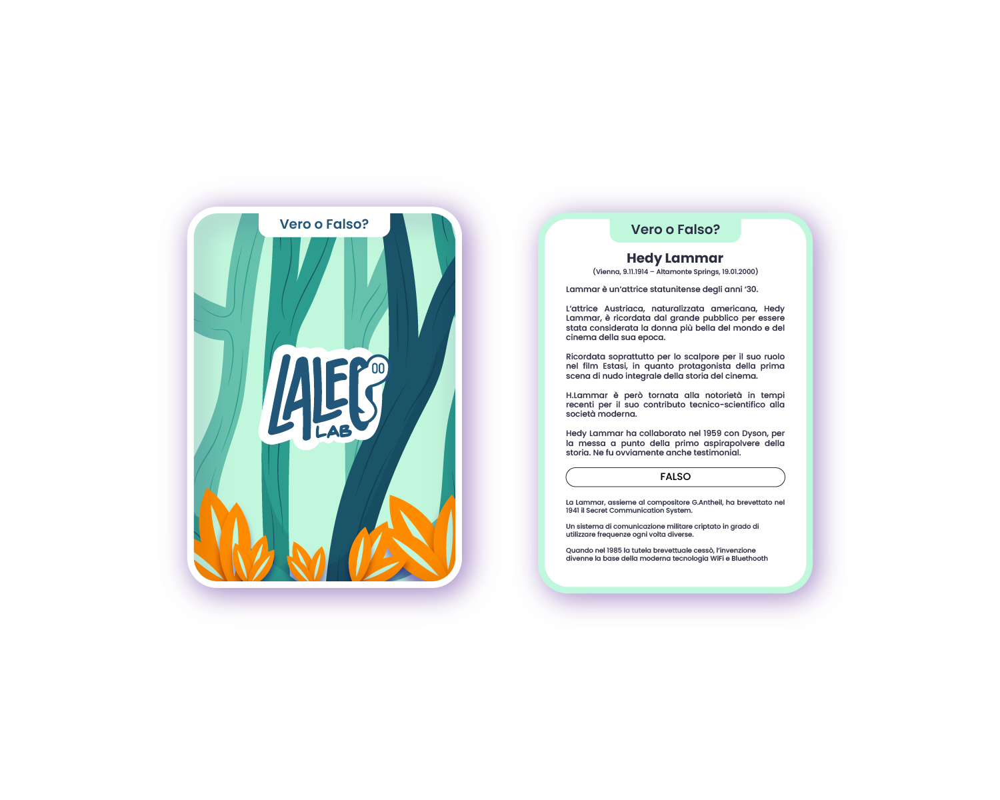 Vero o Falso?
LALEO
LAB
Vero o Falso?
Hedy Lammar
(Vienna, 9.11.1914 – Altamonte Springs, 19.01.2000)
Lammar è un’attrice statunitense degli anni ‘30.
L’attrice Austriaca, naturalizzata americana, Hedy
Lammar, è ricordata dal grande pubblico per essere
stata considerata la donna più bella del mondo e del
cinema della sua epoca.
Ricordata soprattutto per lo scalpore per il suo ruolo
nel film Estasi, in quanto protagonista della prima
scena di nudo integrale della storia del cinema.
H.Lammar è però tornata alla notorietà in tempi
recenti per il suo contributo tecnico-scientifico alla
società moderna.
Hedy Lammar ha collaborato nel 1959 con Dyson, per
la messa a punto della primo aspirapolvere della
storia. Ne fu ovviamente anche testimonial.
FALSO
La Lammar, assieme al compositore G.Antheil, ha brevettato nel
1941 il Secret Communication System.
Un sistema di comunicazione militare criptato in grado di
utilizzare frequenze ogni volta diverse.
Quando nel 1985 la tutela brevettuale cessò, l’invenzione
divenne la base della moderna tecnologia WiFi e Bluethooth